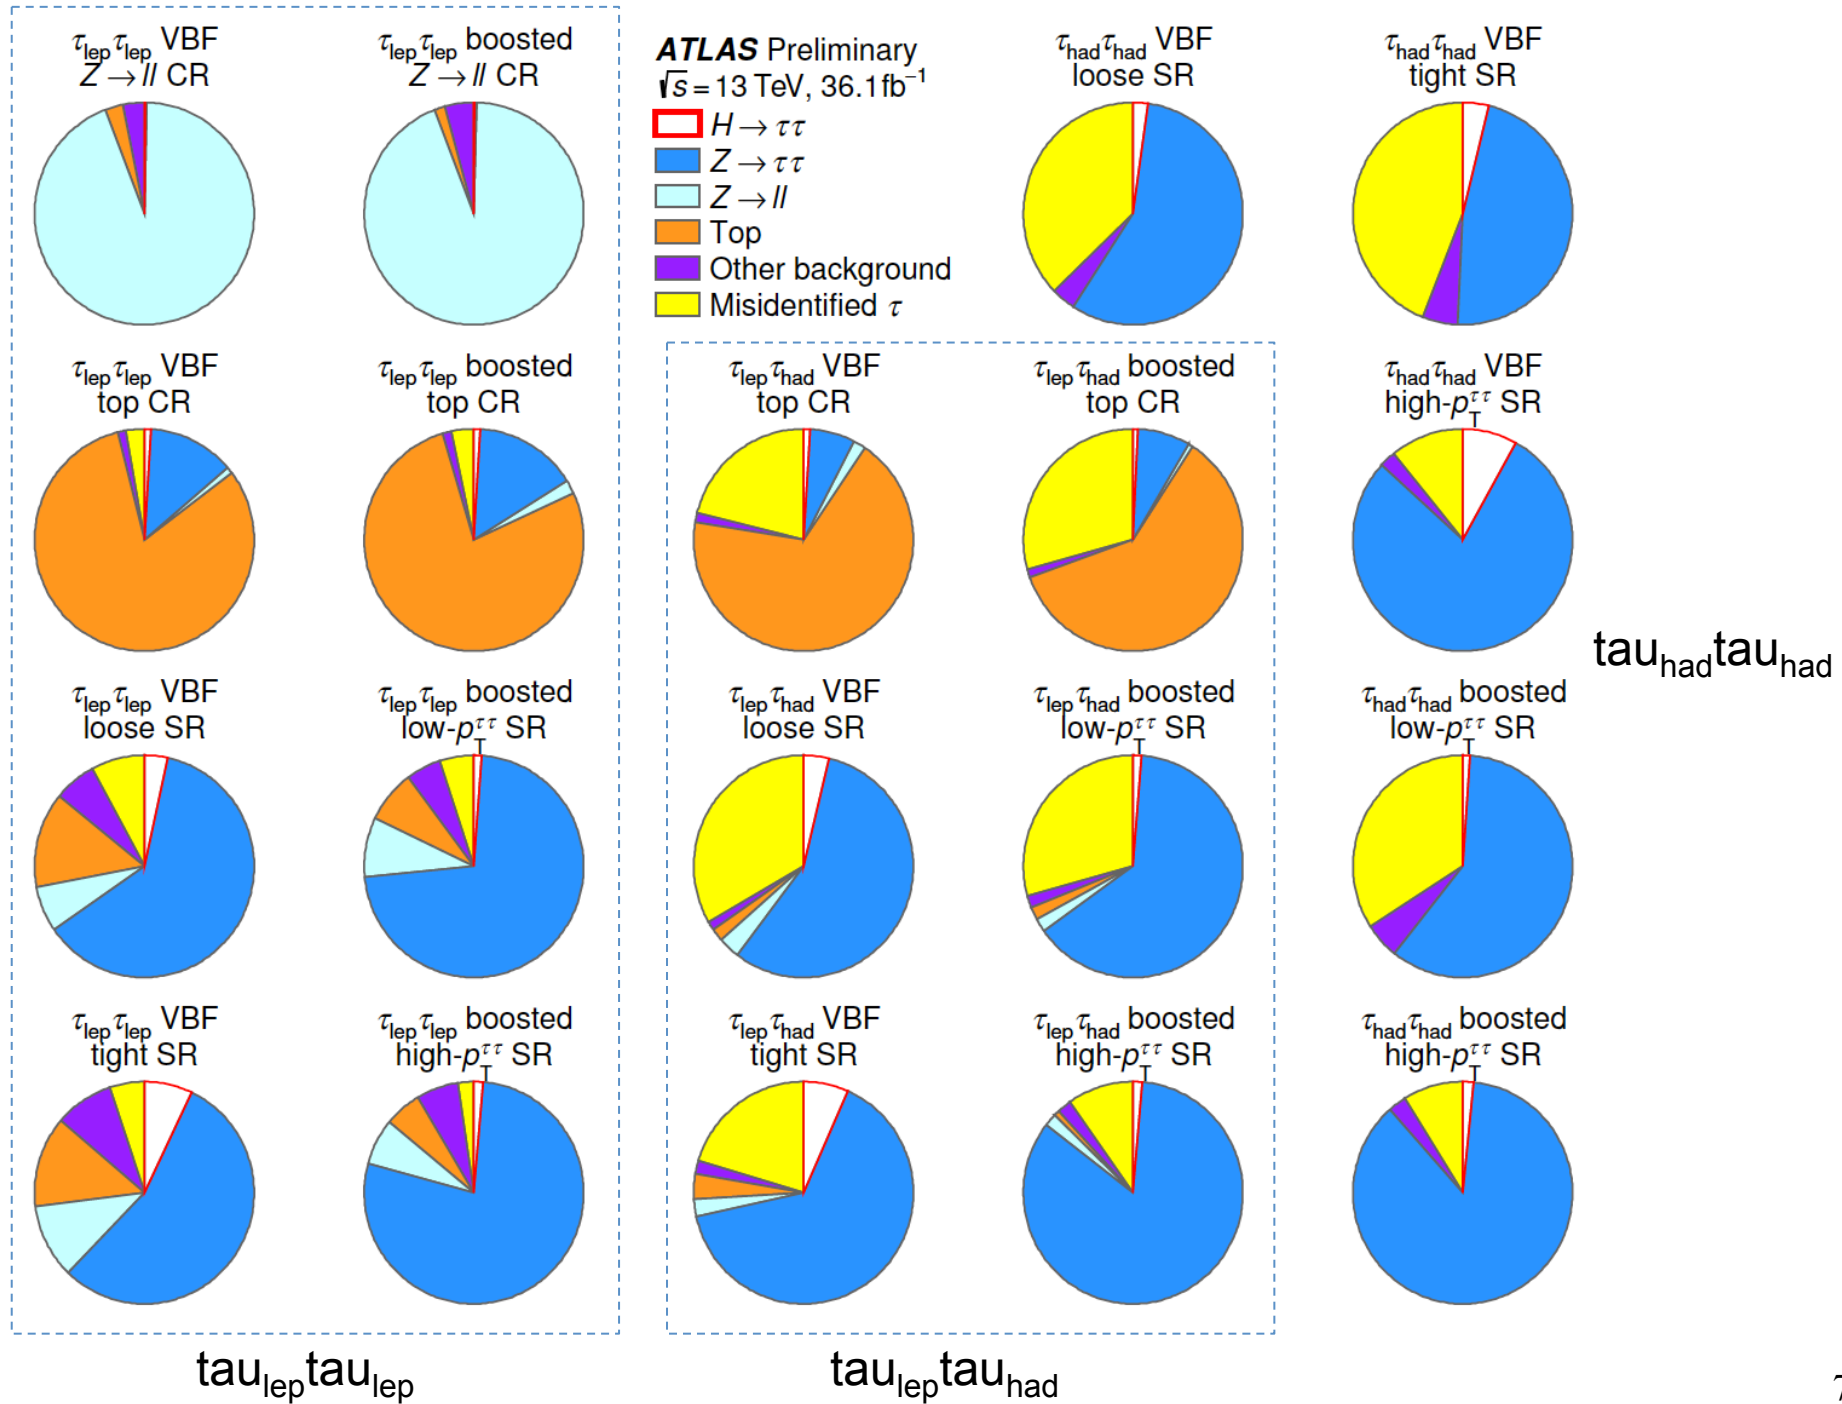 τlepτlep VBF
Z → ll CR
τlepτlep boosted
Z → ll CR
ATLAS Preliminary
√s = 13 TeV, 36.1fb⁻¹
H → ττ
Z → ττ
Z → ll
Top
Other background
Misidentified τ
τhadτhad VBF
loose SR
τhadτhad VBF
tight SR
τlepτlep VBF
top CR
τlepτlep boosted
top CR
τlepτhad VBF
top CR
τlepτhad boosted
top CR
τhadτhad VBF
high-pTττ SR
tauhadtauhad
τlepτlep VBF
loose SR
τlepτlep boosted
low-pTττ SR
τlepτhad VBF
loose SR
τlepτhad boosted
low-pTττ SR
τhadτhad boosted
low-pTττ SR
τlepτlep VBF
tight SR
τlepτlep boosted
high-pTττ SR
τlepτhad VBF
tight SR
τlepτhad boosted
high-pTττ SR
τhadτhad boosted
high-pTττ SR
tauleptaulep
tauleptauhad